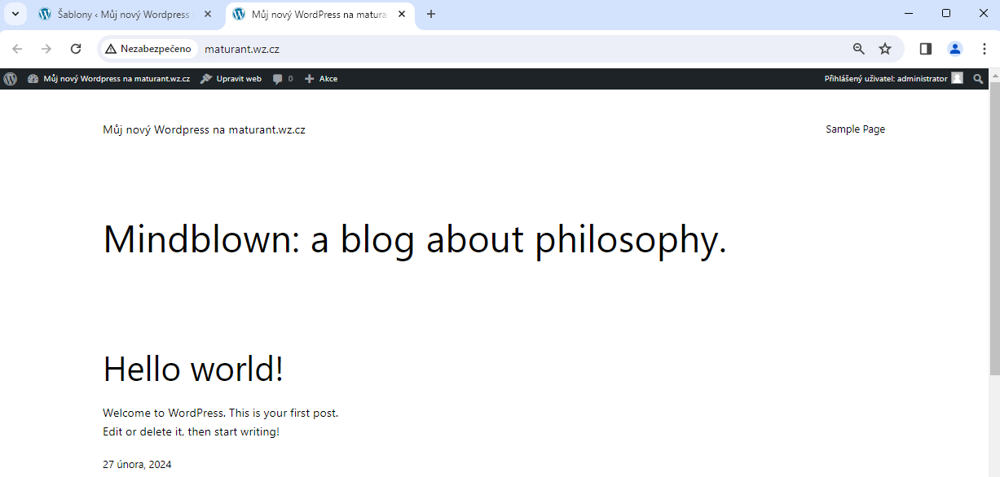 Šablony ‹ Můj nový Wordpress
Můj nový WordPress na matura
Nezabezpečeno
maturant.wz.cz
Můj nový Wordpress na maturant.wz.cz
Upravit web
0
Akce
Přihlášený uživatel: administrator
Můj nový Wordpress na maturant.wz.cz
Sample Page
Mindblown: a blog about philosophy.
Hello world!
Welcome to WordPress. This is your first post.
Edit or delete it, then start writing!
27 února, 2024